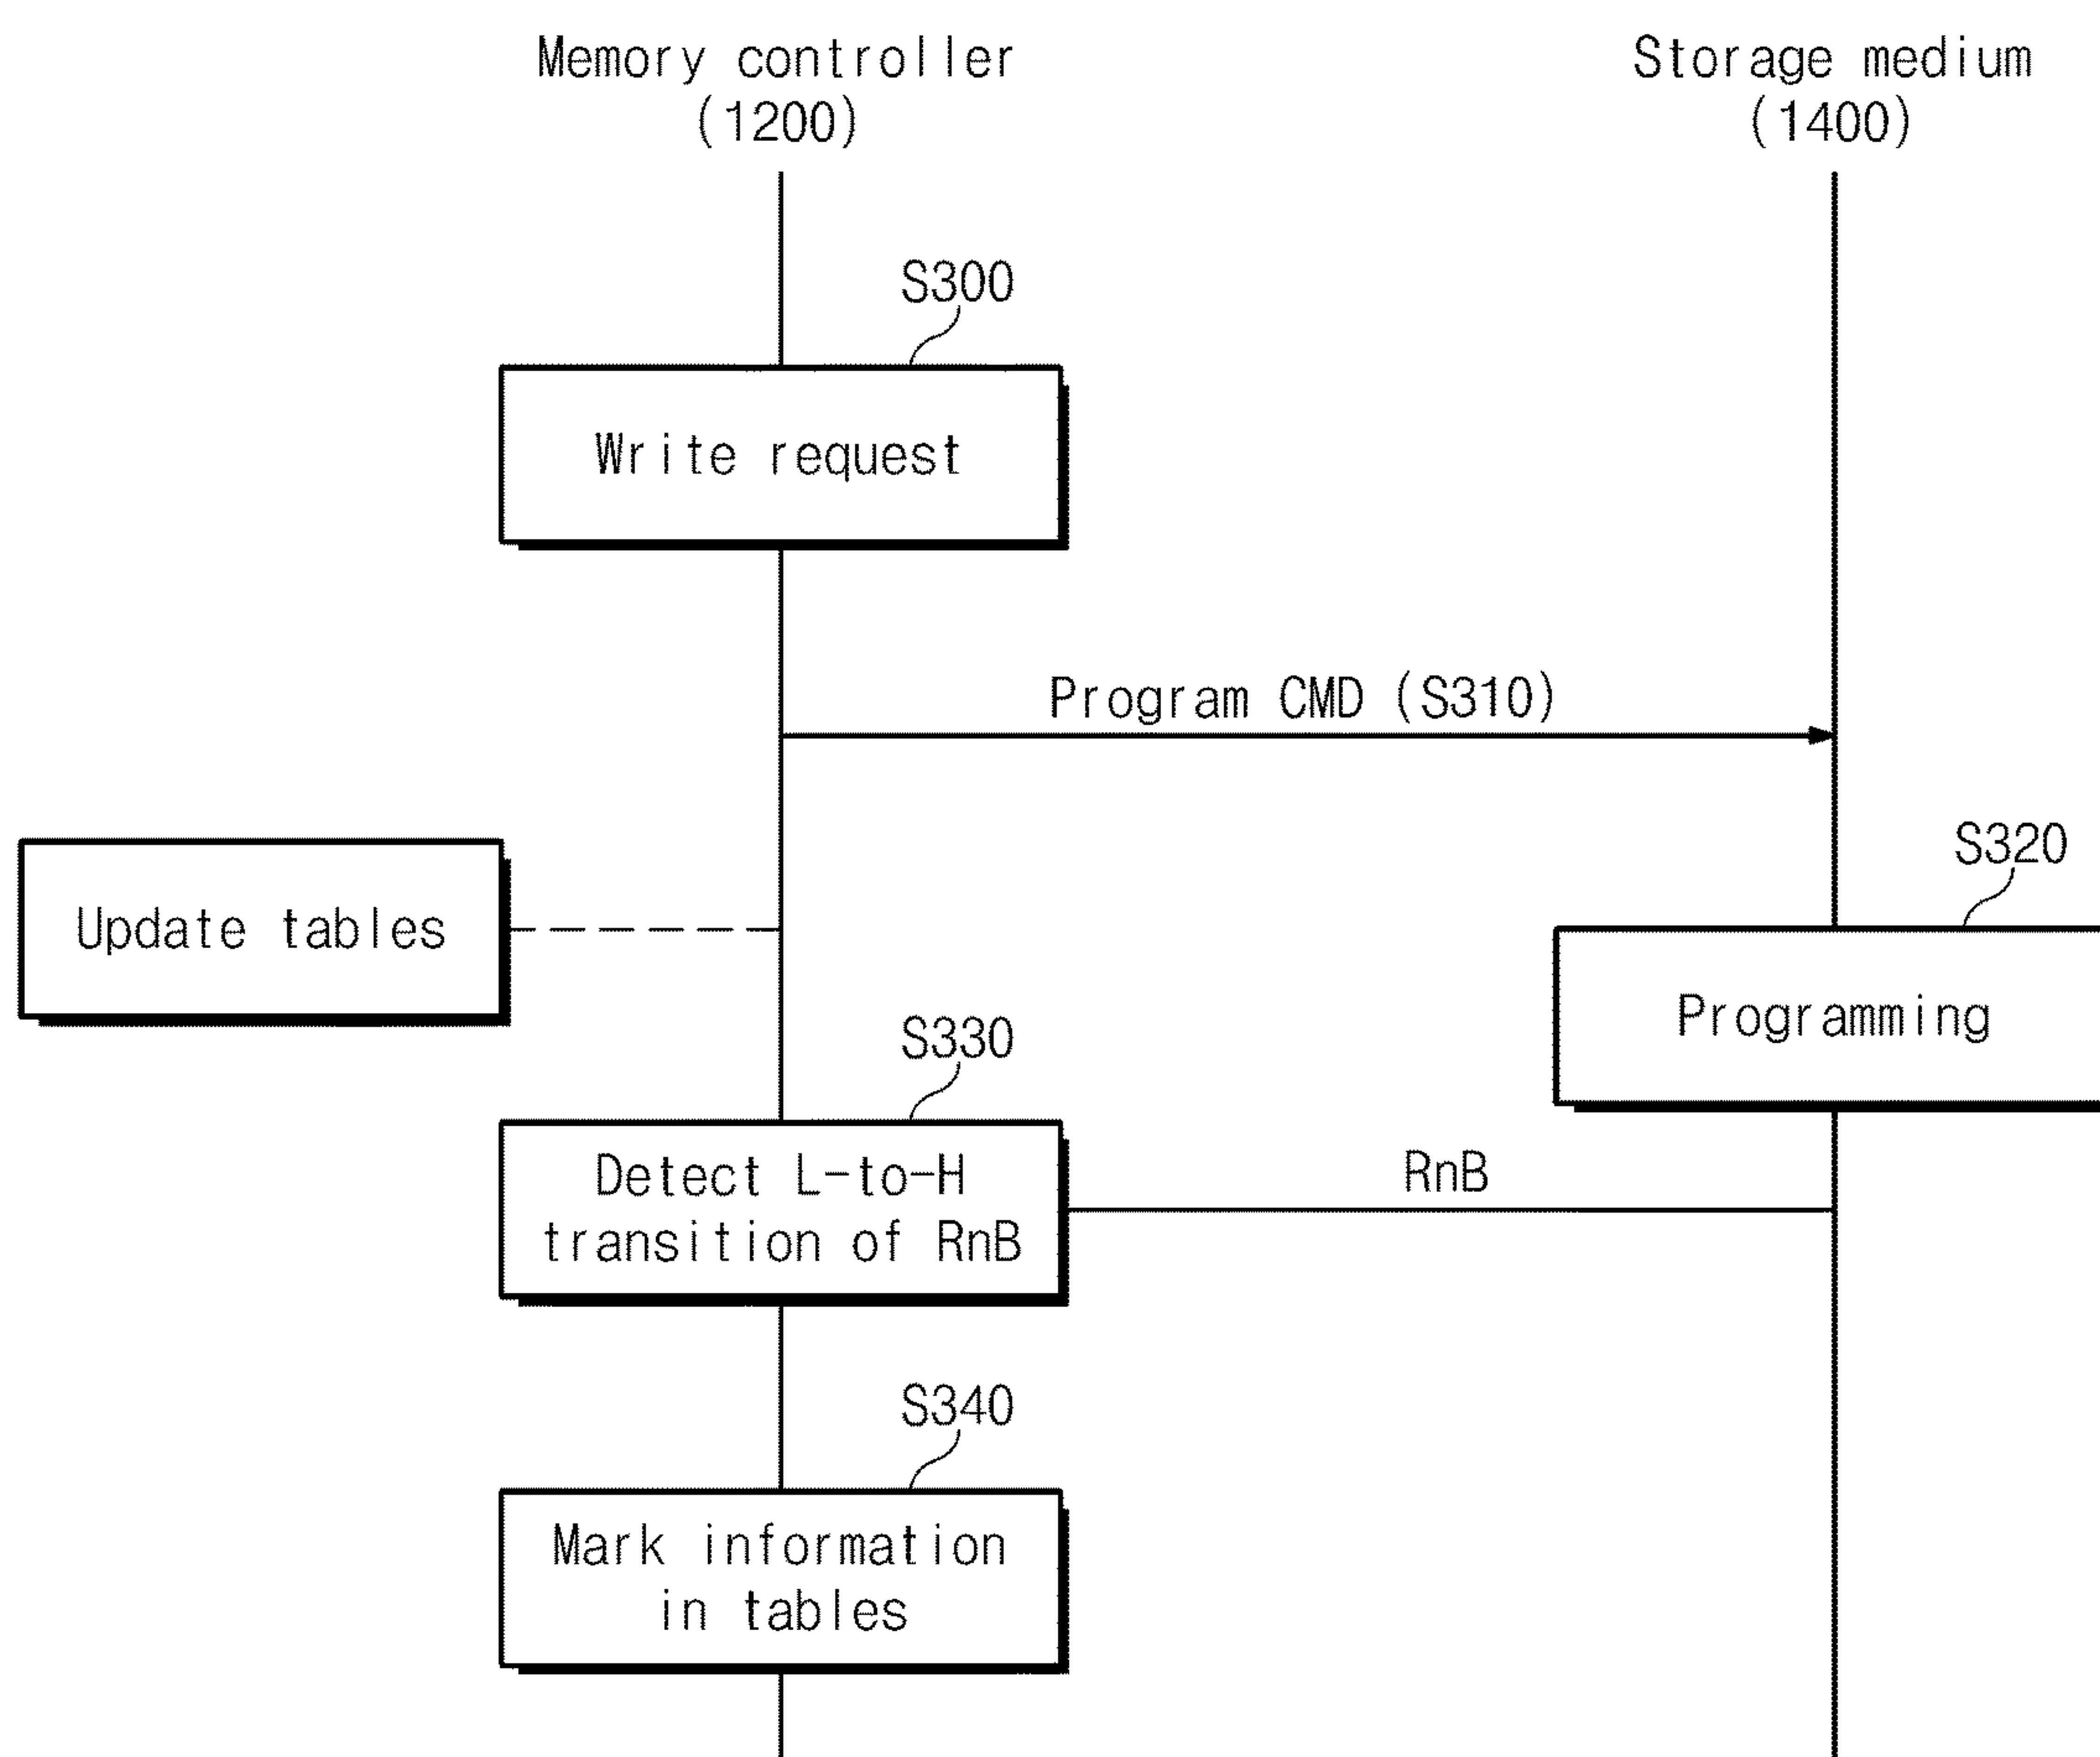 Memory controller
(1200)
Storage medium
(1400)
S300
Write request
Program CMD (S310)
Update tables
S320
Programming
S330
Detect L-to-H
transition of RnB
RnB
S340
Mark information
in tables